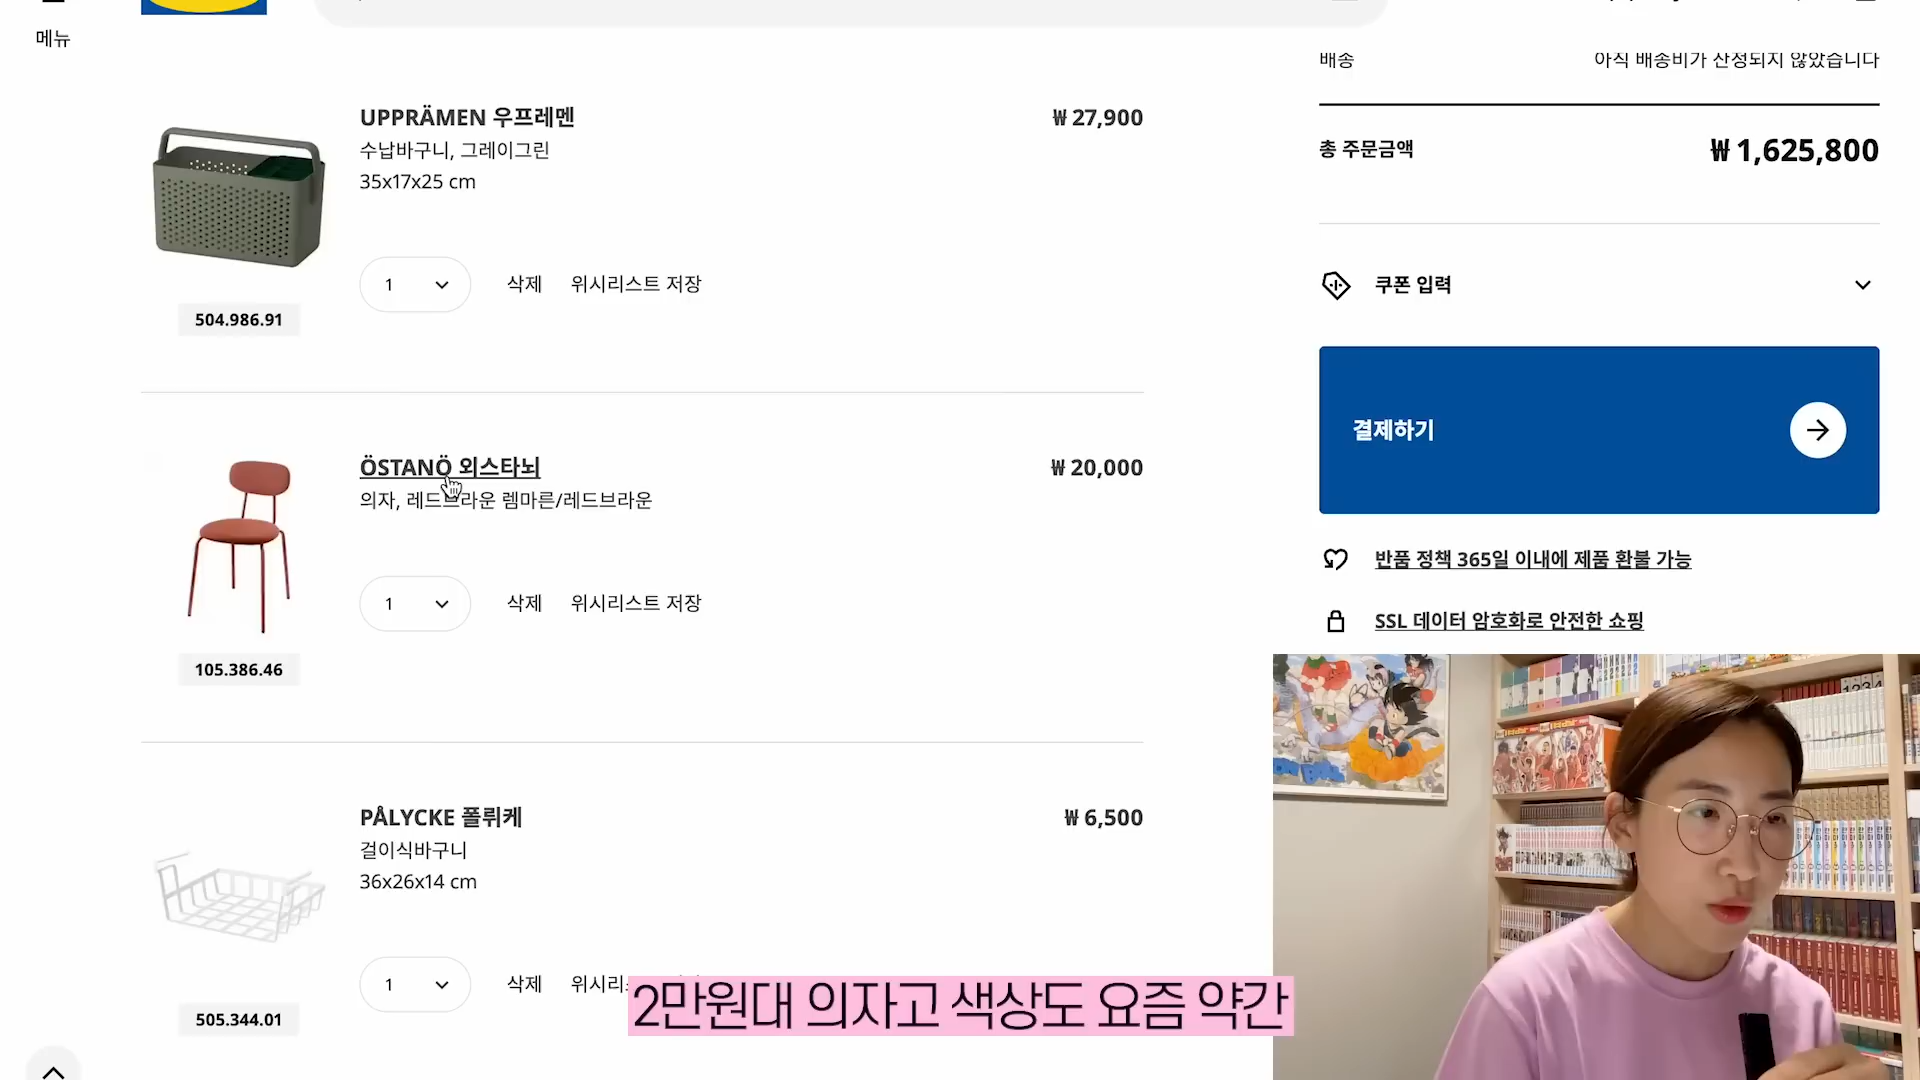 메뉴
배송
아직 배송비가 산정되지 않았습니다
UPPRÄMEN 우프레멘
₩ 27,900
수납바구니, 그레이그린
35x17x25 cm
1
삭제
위시리스트 저장
504.986.91
총 주문금액
₩ 1,625,800
쿠폰 입력
결제하기
반품 정책 365일 이내에 제품 환불 가능
SSL 데이터 암호화로 안전한 쇼핑
ÖSTANÖ 외스타뇌
₩ 20,000
의자, 레드브라운 렘마른/레드브라운
1
삭제
위시리스트 저장
105.386.46
PÅLYCKE 폴뤼케
₩ 6,500
걸이식바구니
36x26x14 cm
1
삭제
505.344.01
2만원대 의자고 색상도 요즘 약간